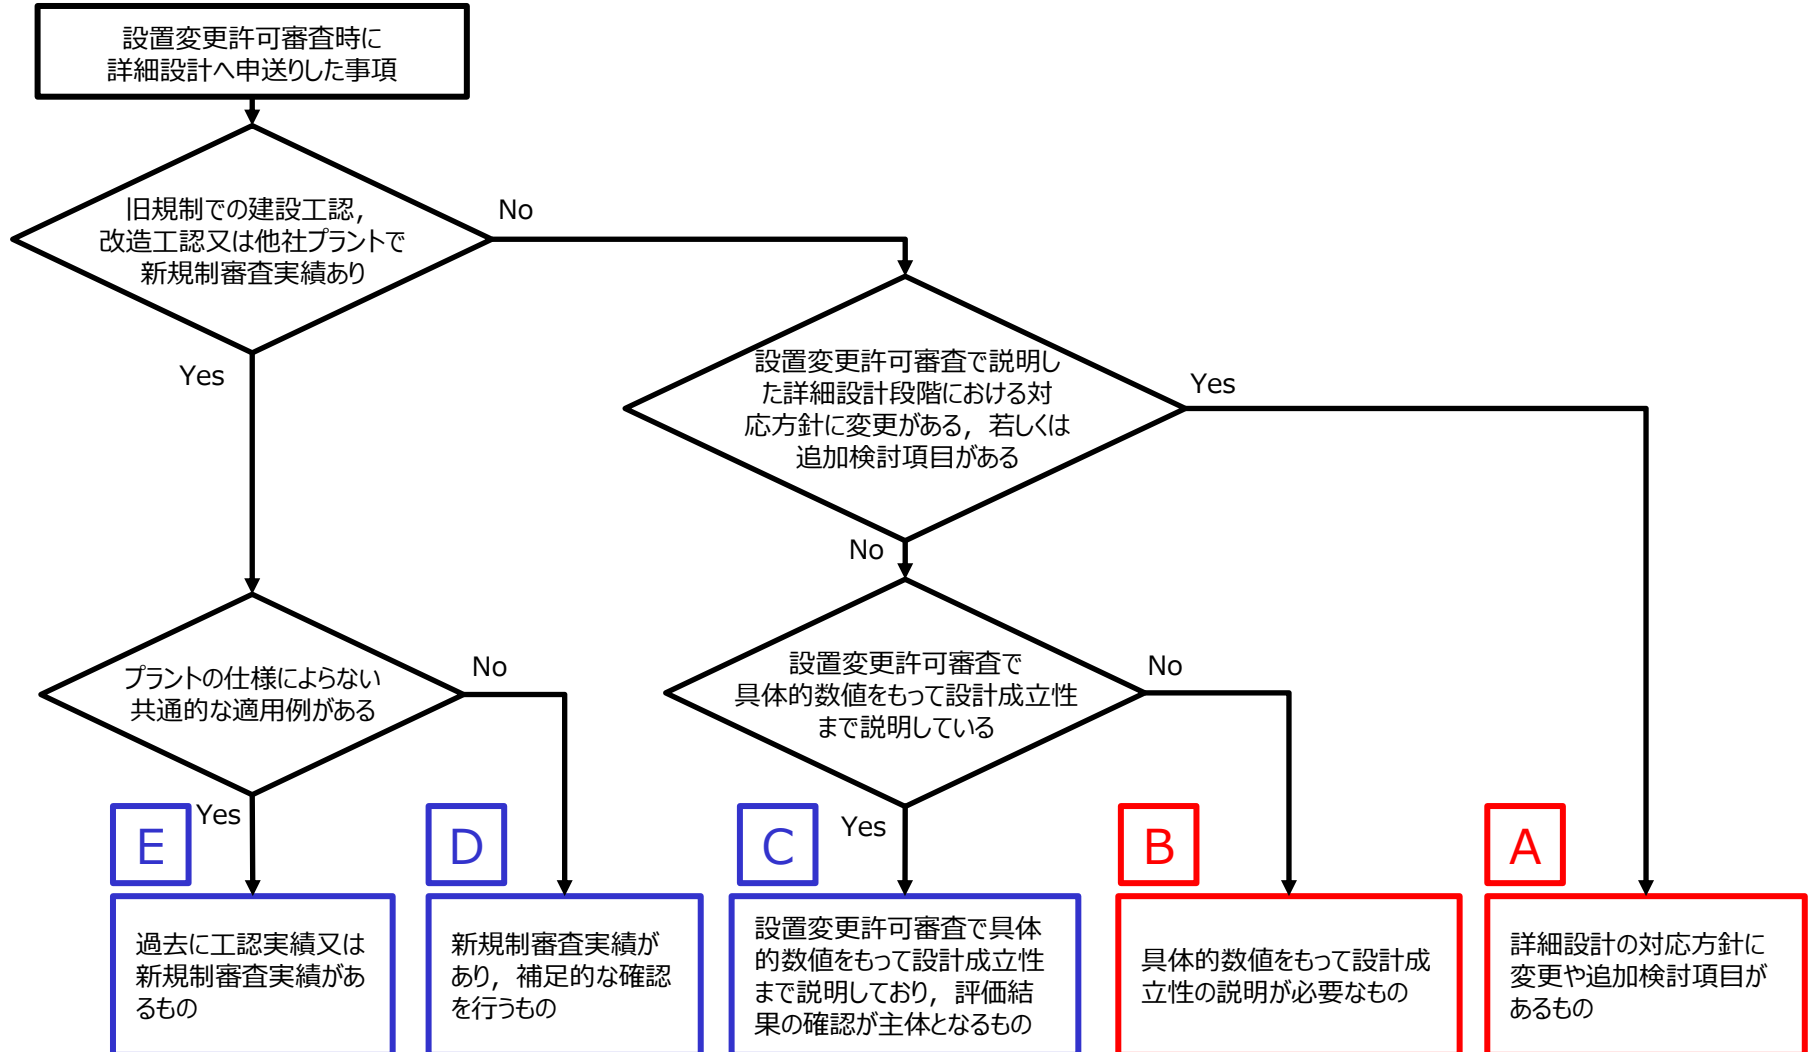 設置変更許可審査時に
詳細設計へ申送りした事項
旧規制での建設工認,
改造工認又は他社プラントで
新規制審査実績あり
No
Yes
設置変更許可審査で説明し
た詳細設計段階における対
応方針に変更がある, 若しくは
追加検討項目がある
Yes
No
プラントの仕様によらない
共通的な適用例がある
No
Yes
設置変更許可審査で
具体的数値をもって設計成立性
まで説明している
No
Yes
E
過去に工認実績又は
新規制審査実績があ
るもの
D
新規制審査実績が
あり, 補足的な確認
を行うもの
C
設置変更許可審査で具体
的数値をもって設計成立性
まで説明しており, 評価結
果の確認が主体となるもの
B
具体的数値をもって設計成
立性の説明が必要なもの
A
詳細設計の対応方針に
変更や追加検討項目が
あるもの